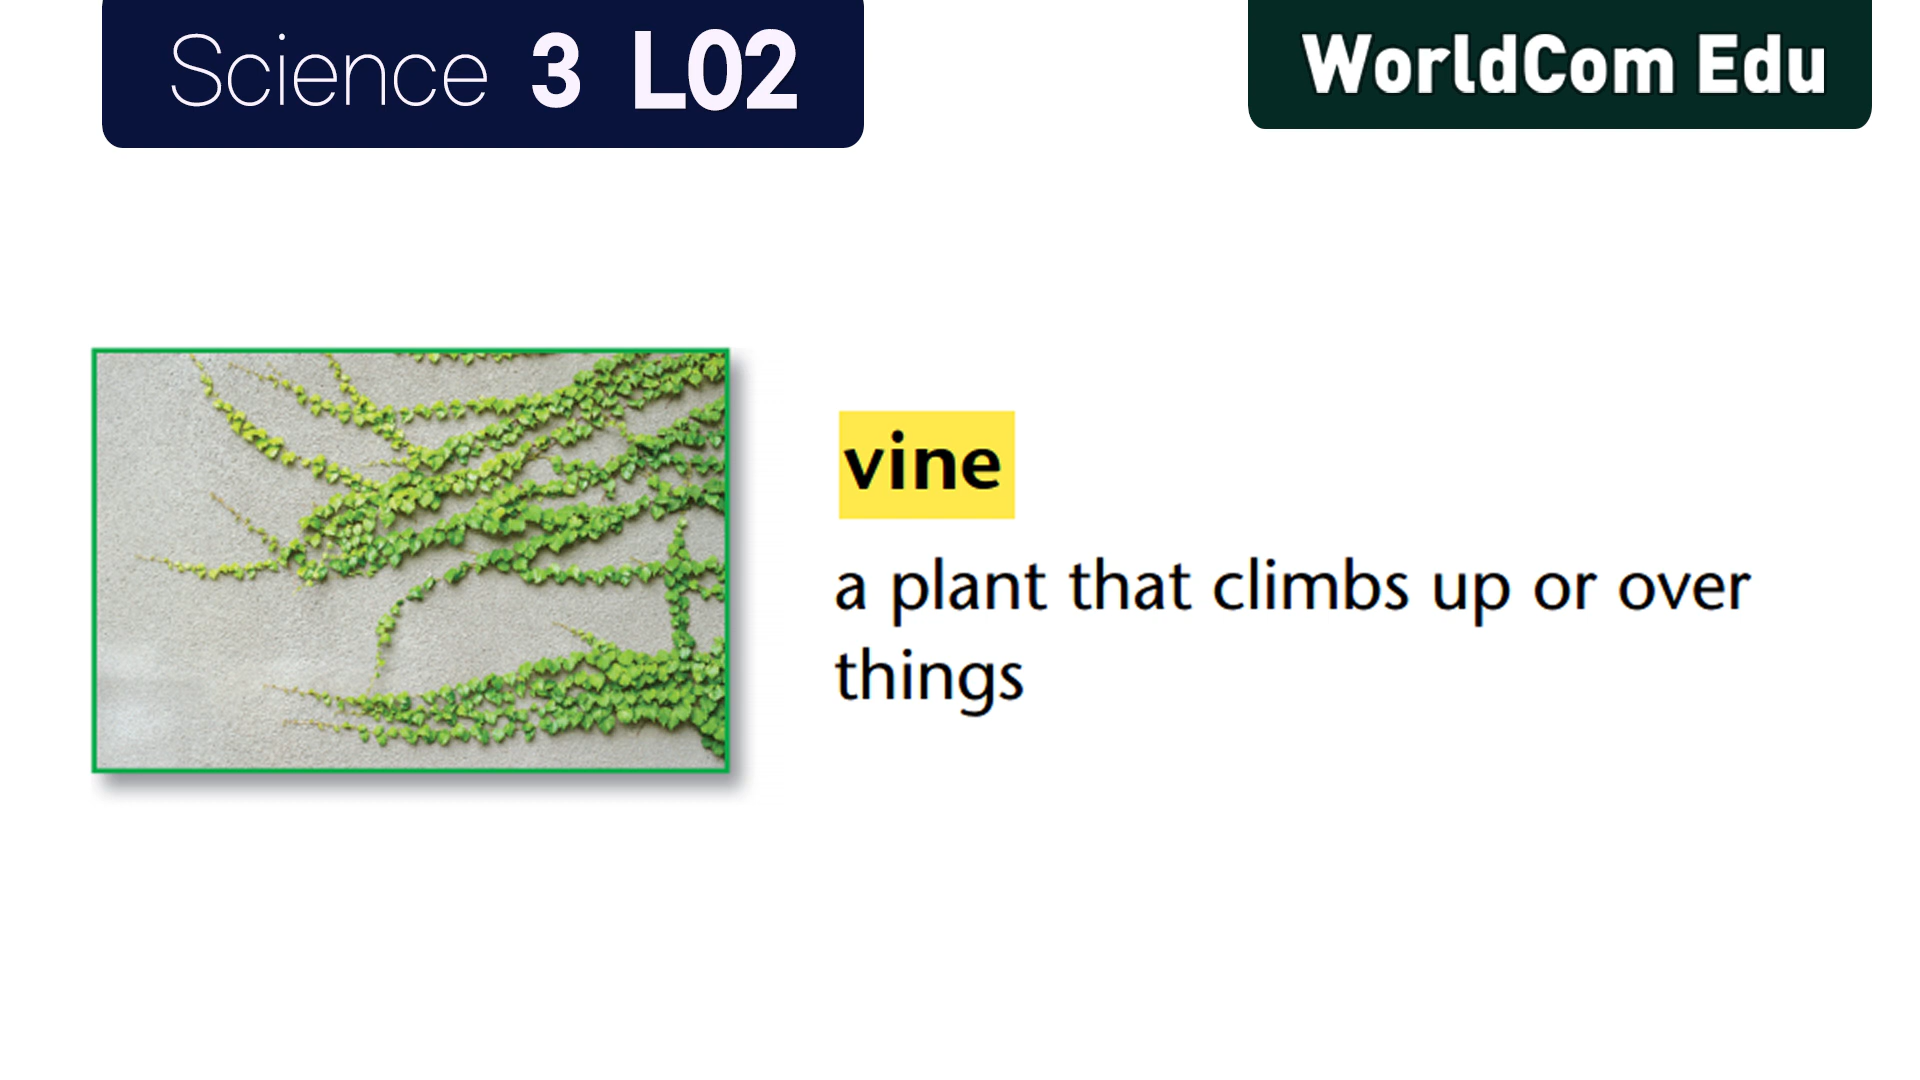 Science 3 L02
WorldCom Edu
vine
a plant that climbs up or over
things